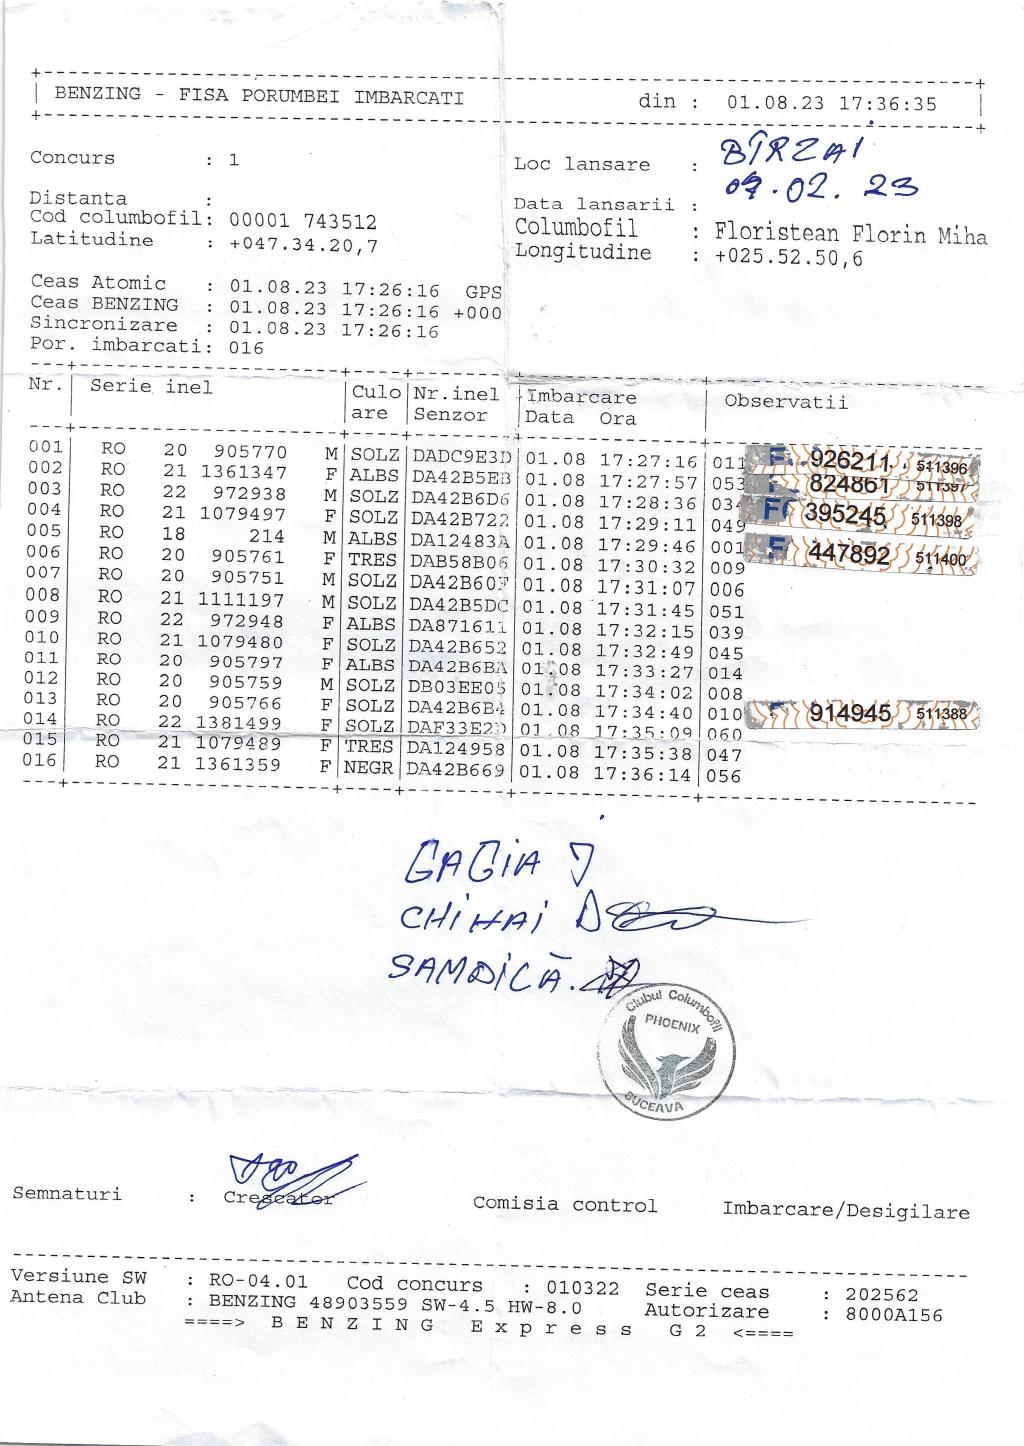 BENZING - FISA PORUMBEI IMBARCATI din : 01.08.23 17:36:35
Concurs : 1 Loc lansare : BÎRZAI
Distanta : Data lansarii : 02.23
Cod columbofil: 00001 743512 Columbofil : Floristean Florin Miha
Latitudine : +047.34.20,7 Longitudine : +025.52.50,6
Ceas Atomic : 01.08.23 17:26:16 GPS
Ceas BENZING : 01.08.23 17:26:16 +000
Sincronizare : 01.08.23 17:26:16
Por. imbarcati: 016
Nr. Serie inel Culo Nr.inel Imbarcare Observatii
are Senzor Data Ora
001 RO 20 905770 M SOLZ DADC9E3D 01.08 17:27:16 011 926211 511396
002 RO 21 1361347 F ALBS DA42B5EB 01.08 17:27:57 053 824861 511397
003 RO 22 972938 M SOLZ DA42B6D6 01.08 17:28:36 034
004 RO 21 1079497 F SOLZ DA42B722 01.08 17:29:11 049 395245 511398
005 RO 18 214 M ALBS DA12483A 01.08 17:29:46 001 447892 511400
006 RO 20 905761 F TRES DAB58B06 01.08 17:30:32 009
007 RO 20 905751 M SOLZ DA42B60F 01.08 17:31:07 006
008 RO 21 1111197 M SOLZ DA42B5DC 01.08 17:31:45 051
009 RO 22 972948 F ALBS DA871611 01.08 17:32:15 039
010 RO 21 1079480 F SOLZ DA42B652 01.08 17:32:49 045
011 RO 20 905797 F ALBS DA42B6BA 01.08 17:33:27 014
012 RO 20 905759 M SOLZ DB03EE05 01.08 17:34:02 008
013 RO 20 905766 F SOLZ DA42B6B4 01.08 17:34:40 010 914945 511388
014 RO 22 1381499 F SOLZ DAF33E2D 01.08 17:35:09 060
015 RO 21 1079489 F TRES DA124958 01.08 17:35:38 047
016 RO 21 1361359 F NEGR DA42B669 01.08 17:36:14 056
GAGIA J
CHIHAI D
SAMOICĂ.
Clubul Columbofil
PHOENIX
SUCEAVA
Semnaturi : Crescator Comisia control Imbarcare/Desigilare
Versiune SW : RO-04.01 Cod concurs : 010322 Serie ceas : 202562
Antena Club : BENZING 48903559 SW-4.5 HW-8.0 Autorizare : 8000A156
====> B E N Z I N G E x p r e s s G 2 <====